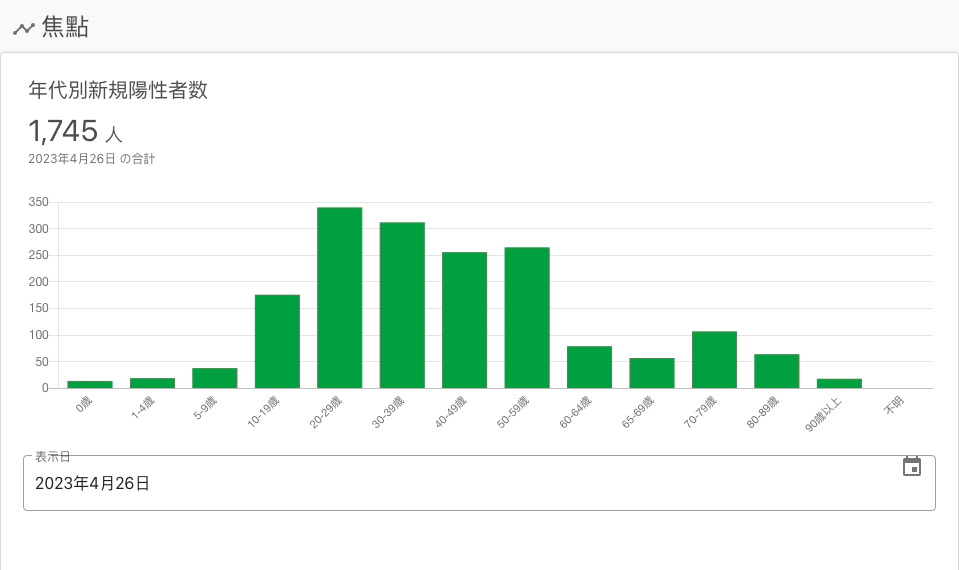 焦點
年代別新規陽性者数
1,745 人
2023年4月26日 の合計
350
300
250
200
150
100
50
0
0歳
1-4歳
5-9歳
10-19歳
20-29歳
30-39歳
40-49歳
50-59歳
60-64歳
65-69歳
70-79歳
80-89歳
90歳以上
不明
表示日
2023年4月26日